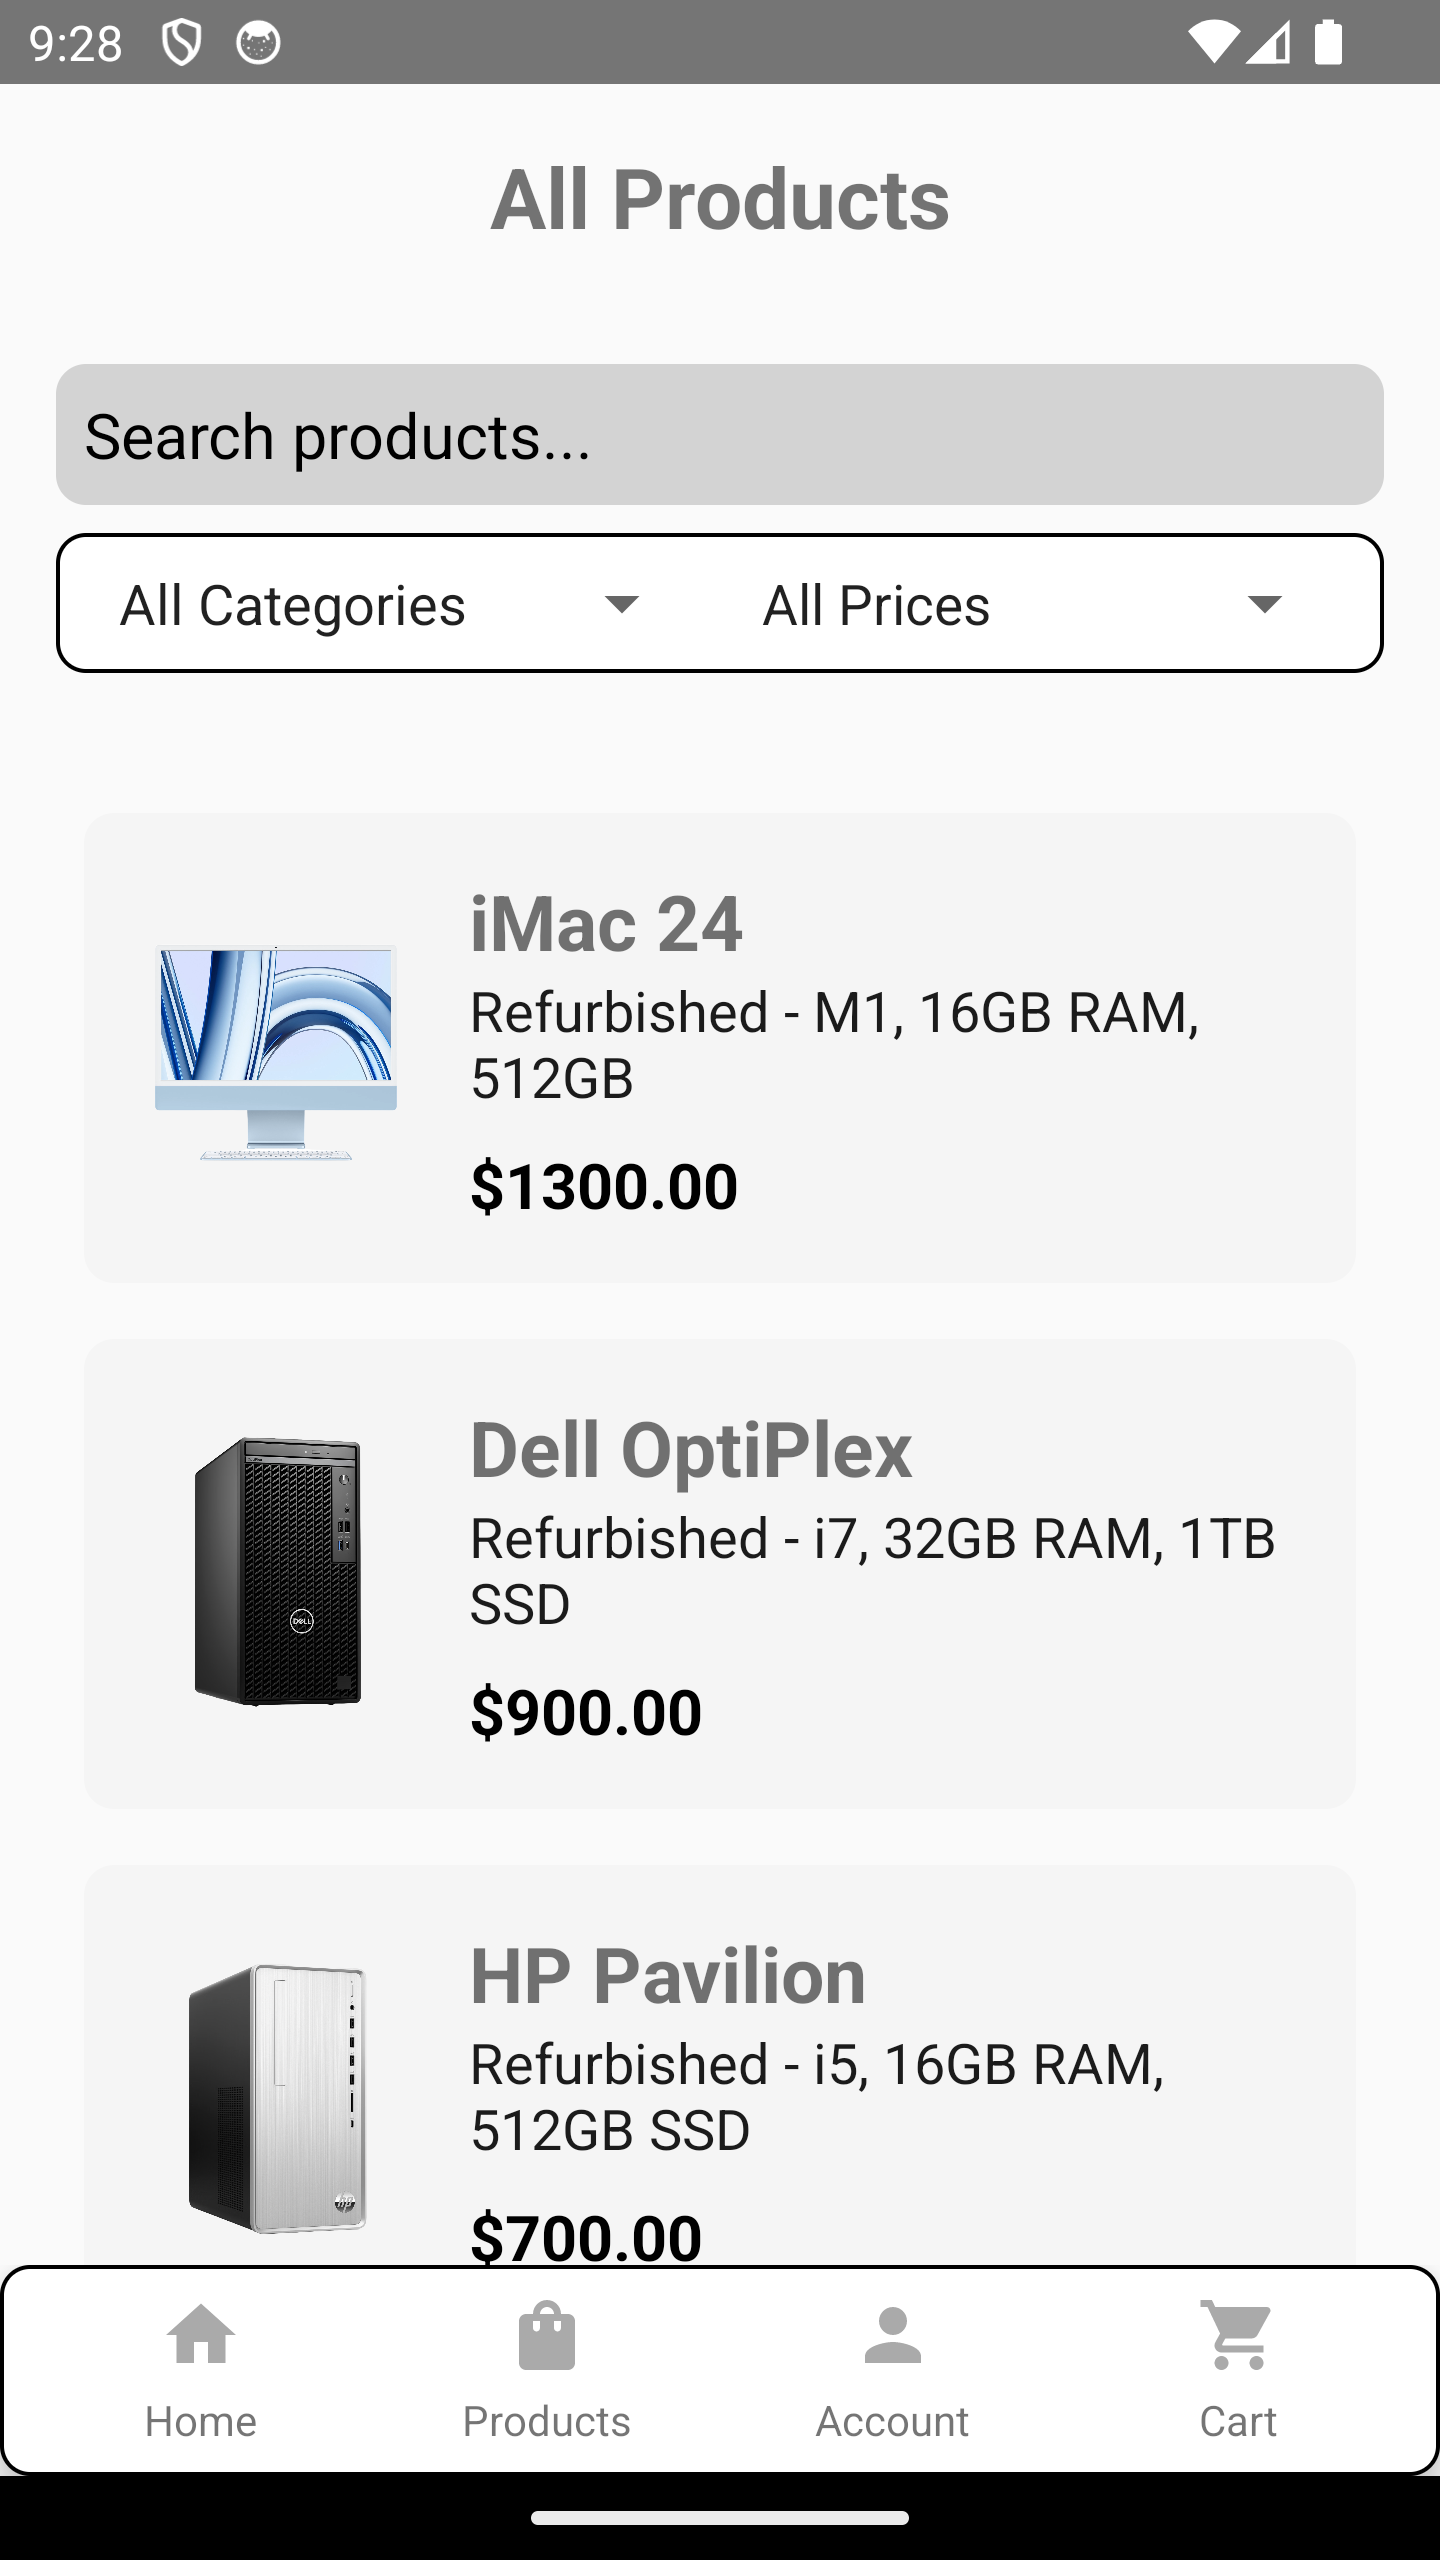 9:28
All Products
Search products...
All Categories
All Prices
iMac 24
Refurbished - M1, 16GB RAM,
512GB
$1300.00
Dell OptiPlex
Refurbished - i7, 32GB RAM, 1TB
SSD
$900.00
DELL
HP Pavilion
Refurbished - i5, 16GB RAM,
512GB SSD
$700.00
hp
Home
Products
Account
Cart